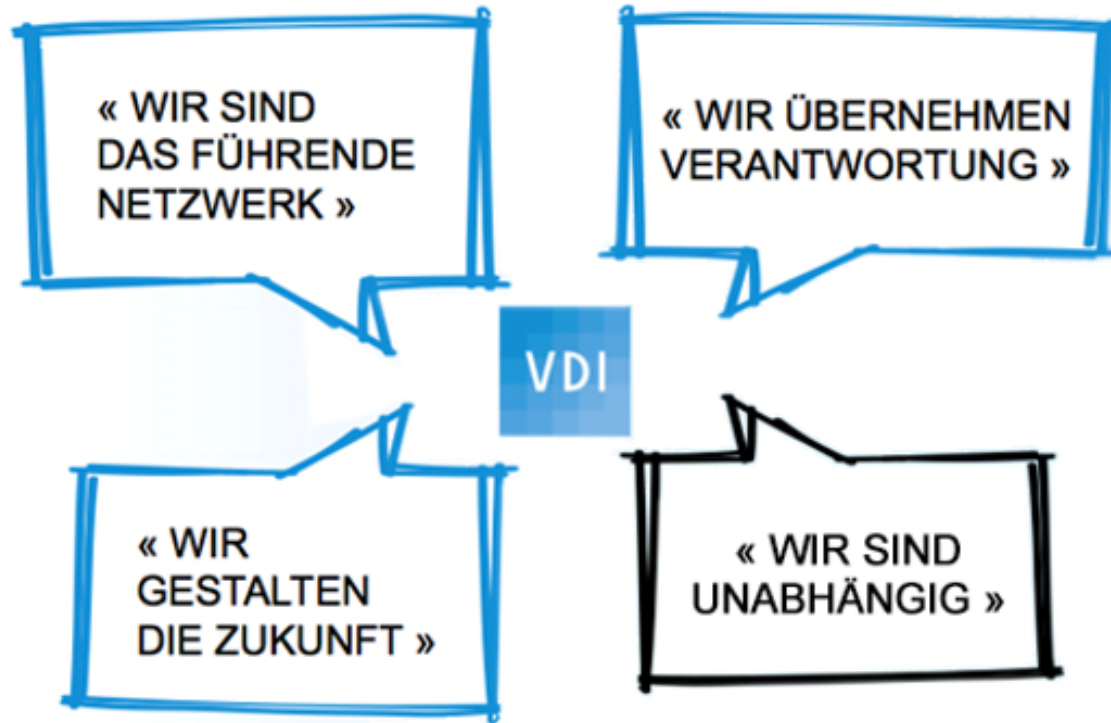 « WIR SIND
DAS FÜHRENDE
NETZWERK »
« WIR ÜBERNEHMEN
VERANTWORTUNG »
VDI
« WIR
GESTALTEN
DIE ZUKUNFT »
« WIR SIND
UNABHÄNGIG »